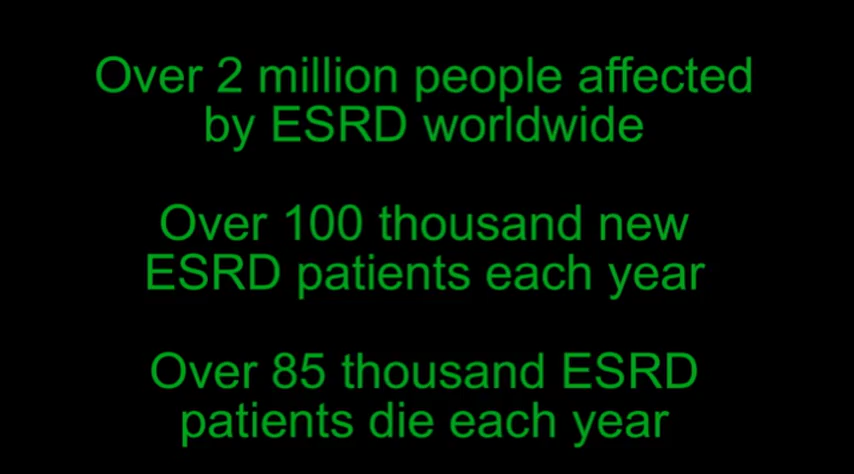 Over 2 million people affected
by ESRD worldwide
Over 100 thousand new
ESRD patients each year
Over 85 thousand ESRD
patients die each year